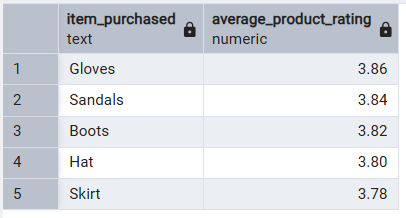 item_purchased average_product_rating
text numeric
1 Gloves 3.86
2 Sandals 3.84
3 Boots 3.82
4 Hat 3.80
5 Skirt 3.78